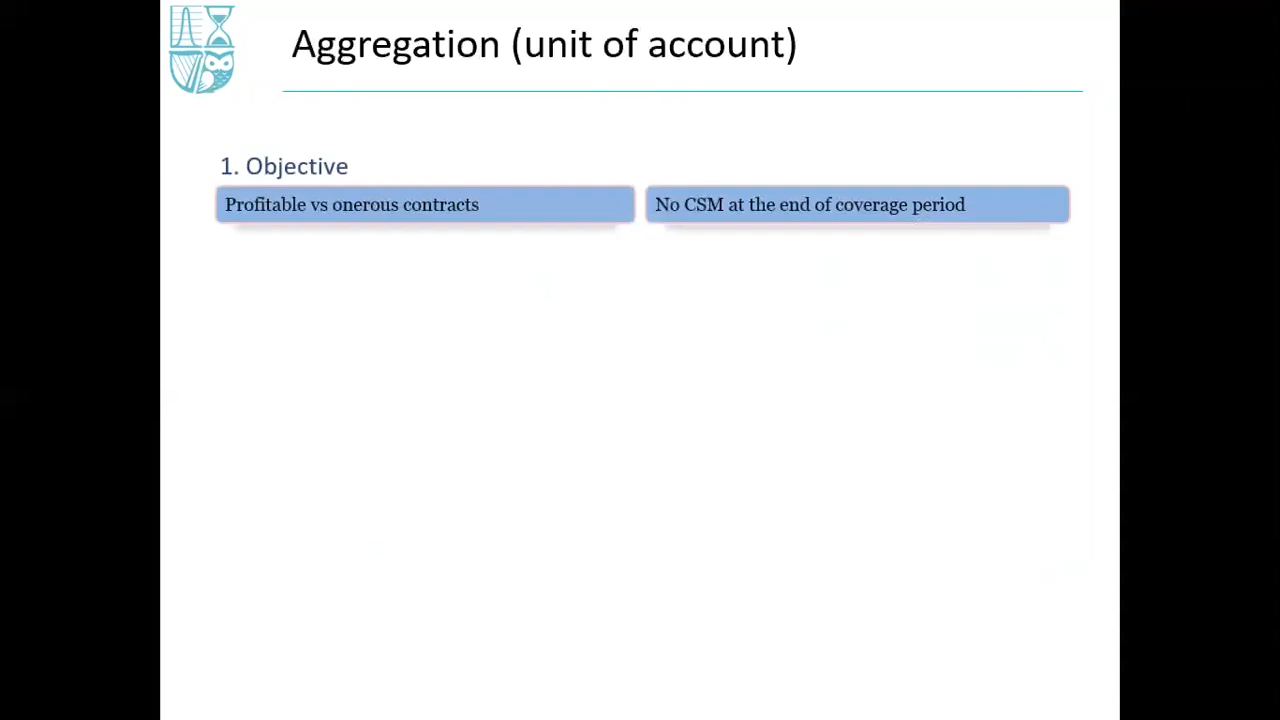 Aggregation (unit of account)
1. Objective
Profitable vs onerous contracts
No CSM at the end of coverage period